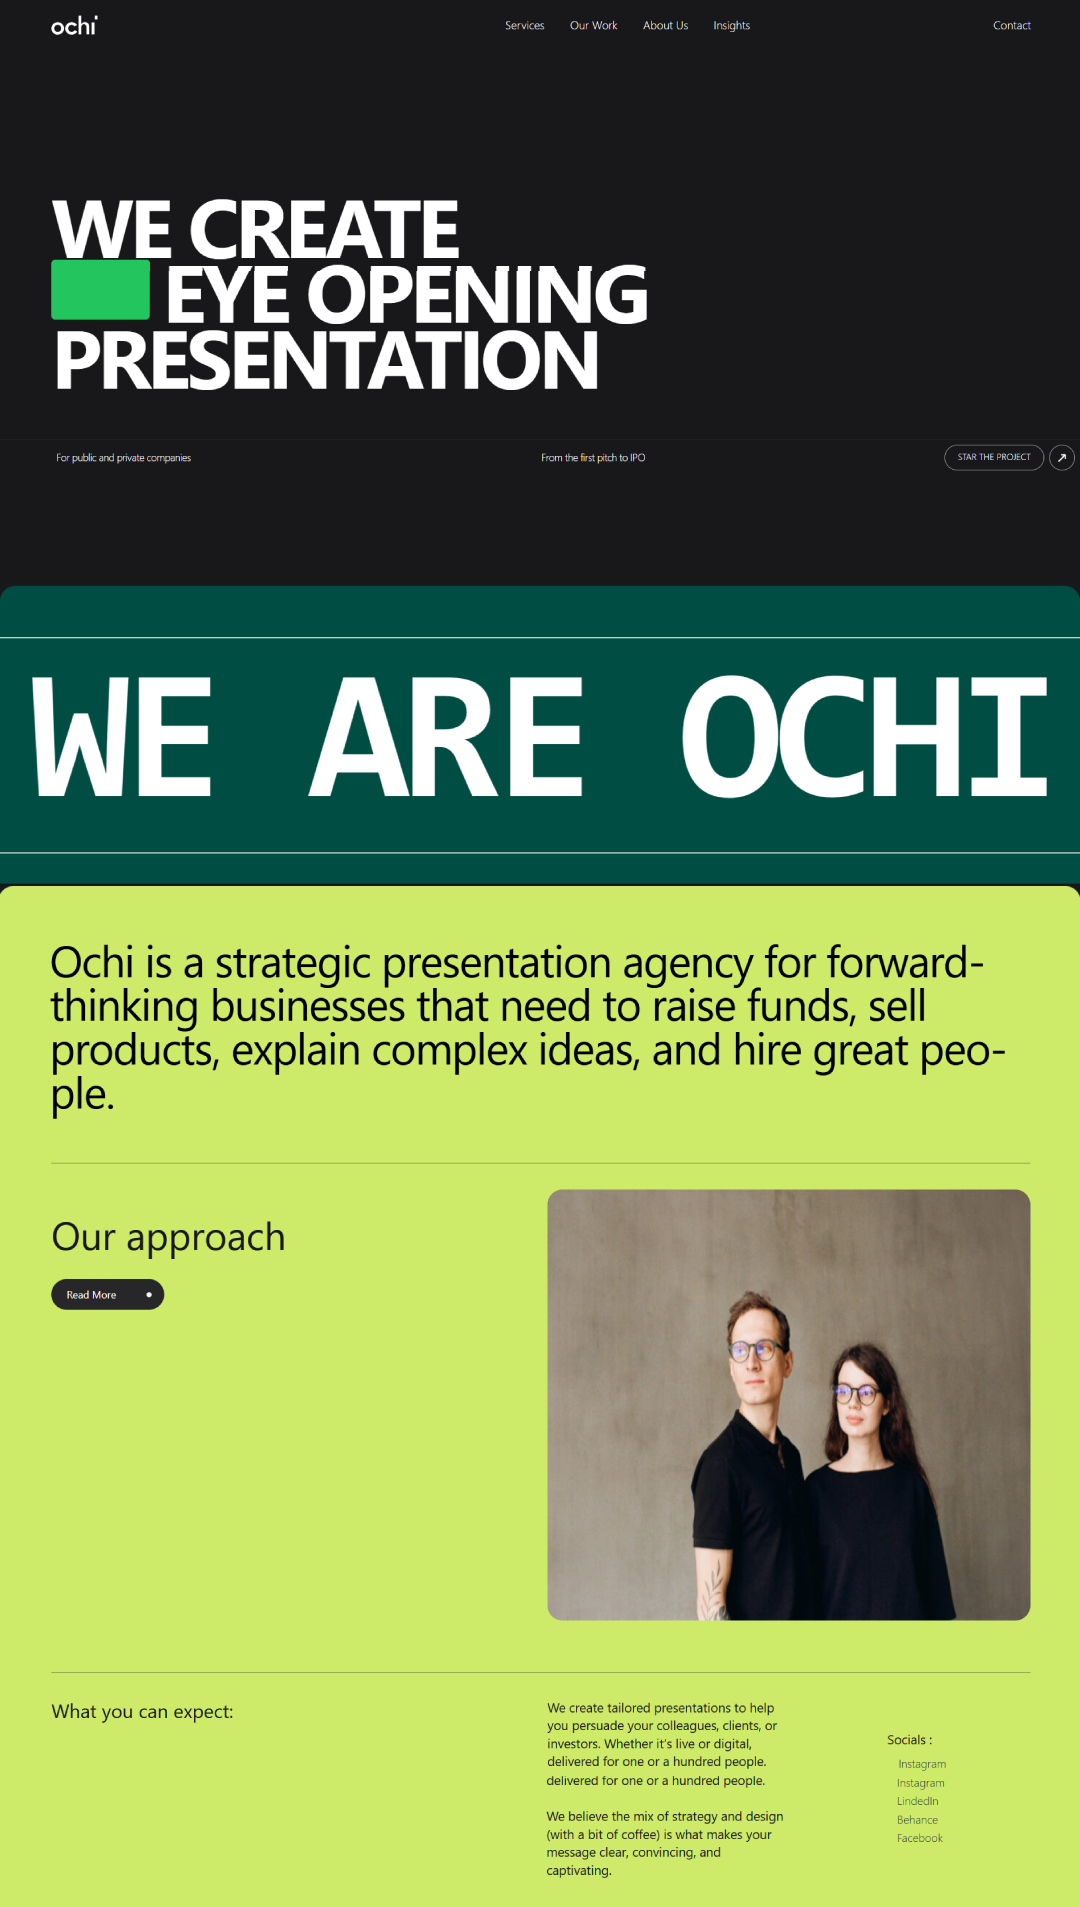 ochi'
Services Our Work About Us Insights Contact
WE CREATE
EYE OPENING
PRESENTATION
For public and private companies
From the first pitch to IPO
STAR THE PROJECT
WE ARE OCHI
Ochi is a strategic presentation agency for forward-
thinking businesses that need to raise funds, sell
products, explain complex ideas, and hire great peo-
ple.
Our approach
Read More
What you can expect:
We create tailored presentations to help
you persuade your colleagues, clients, or
investors. Whether it's live or digital,
delivered for one or a hundred people.
delivered for one or a hundred people.
We believe the mix of strategy and design
(with a bit of coffee) is what makes your
message clear, convincing, and
captivating.
Socials :
Instagram
Instagram
LindedIn
Behance
Facebook